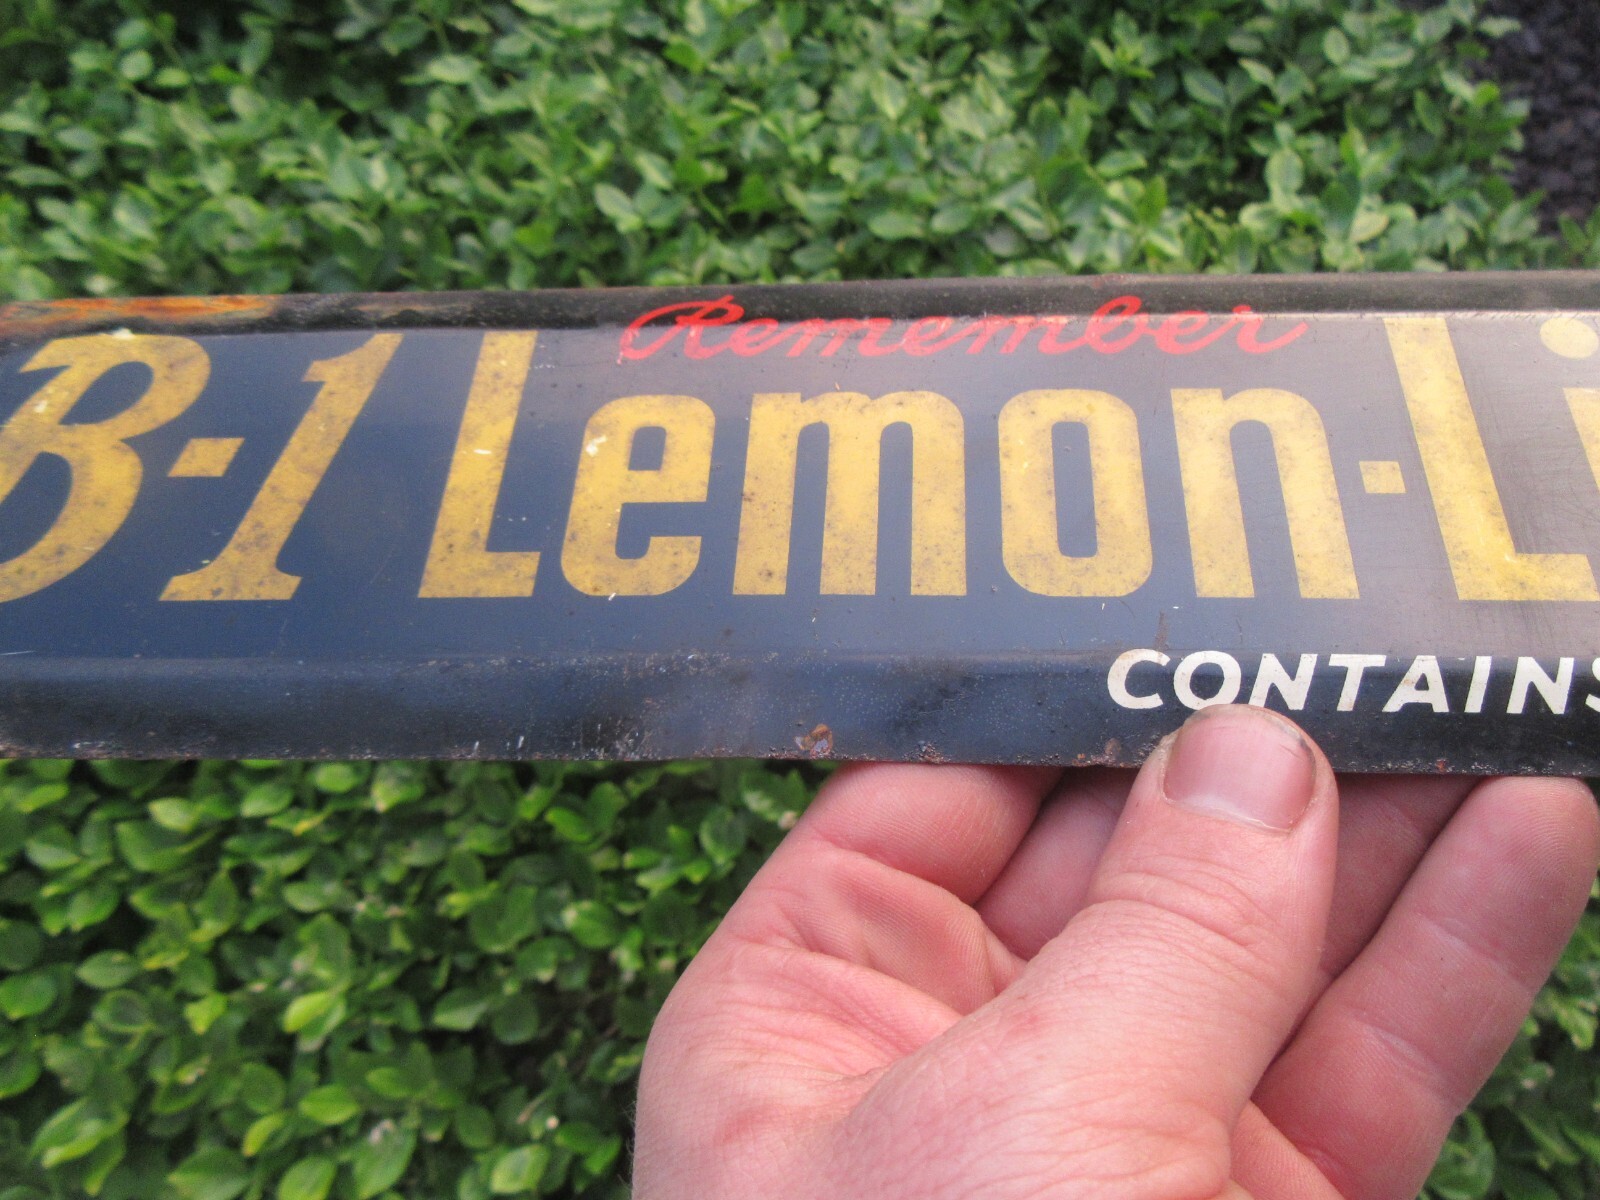 Remember
B-1 Lemon-Li
CONTAINS